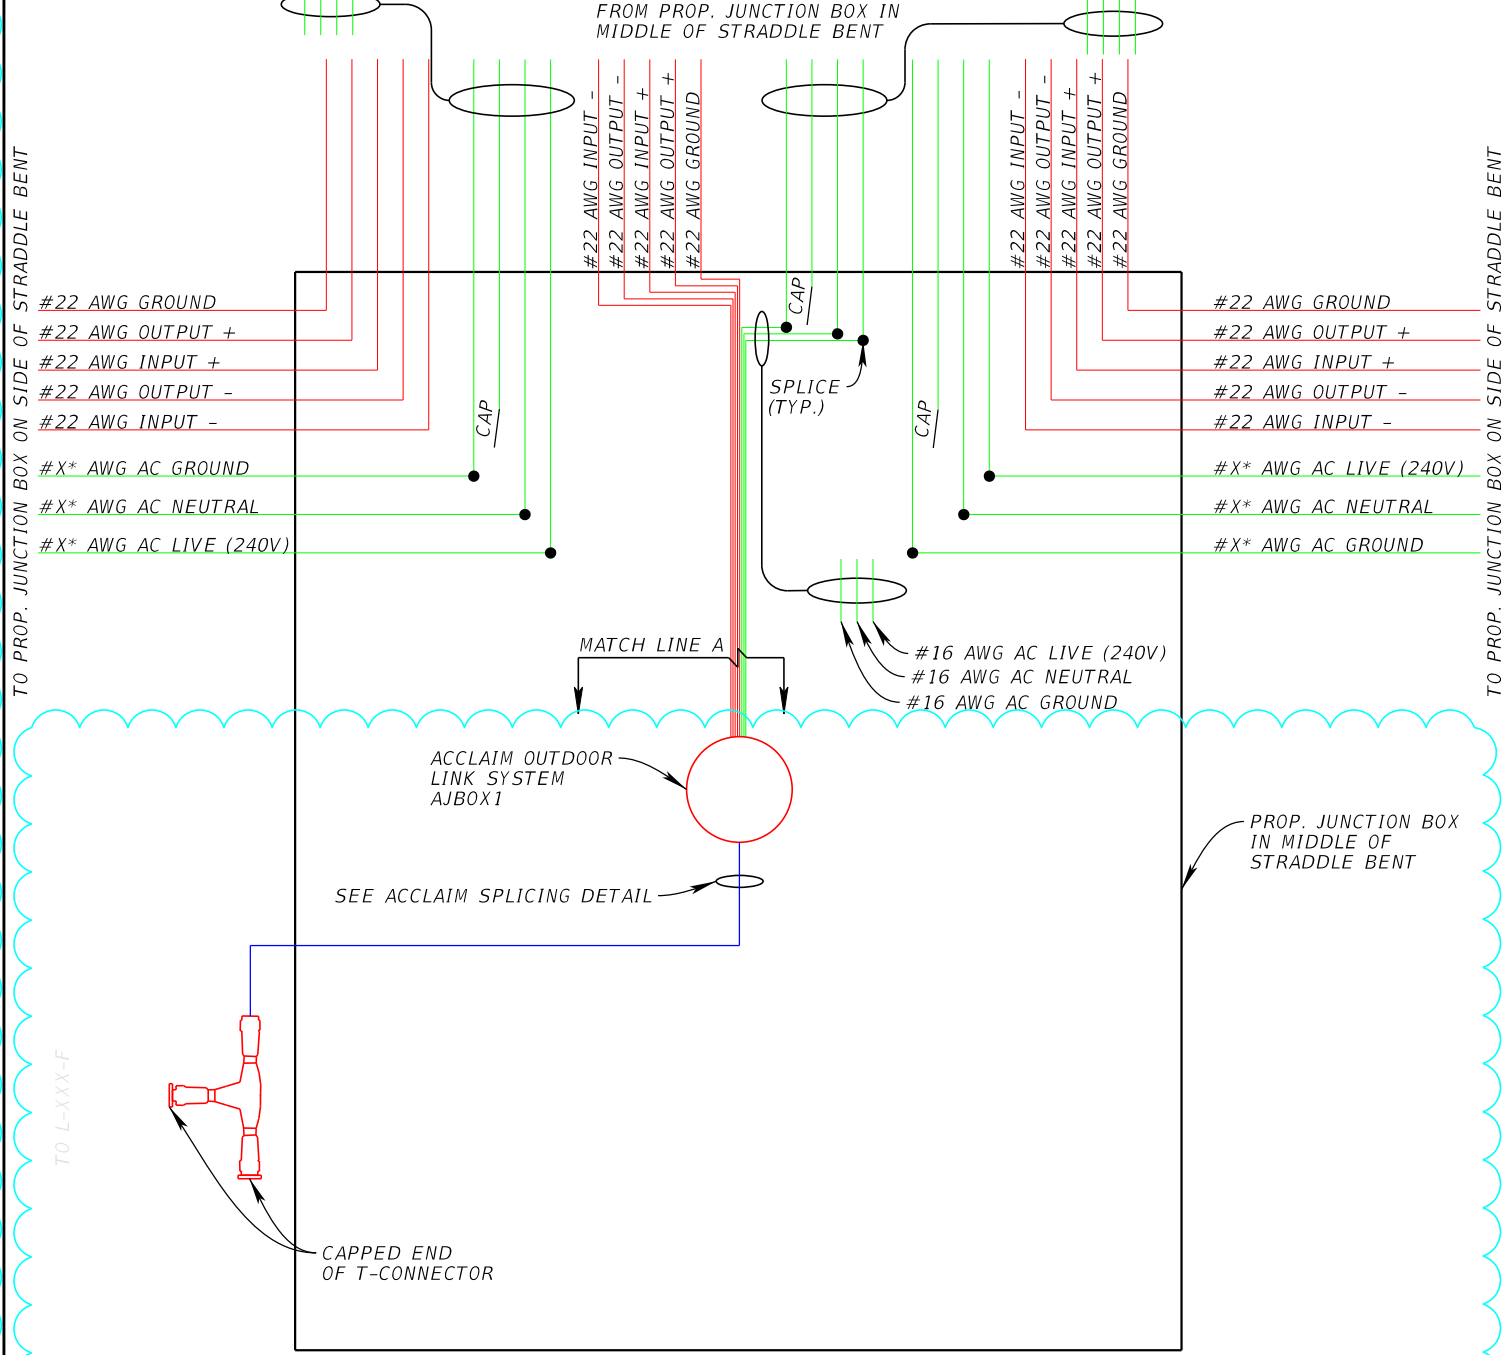 FROM PROP. JUNCTION BOX IN
MIDDLE OF STRADDLE BENT
#22 AWG INPUT -
#22 AWG OUTPUT -
#22 AWG INPUT +
#22 AWG OUTPUT +
#22 AWG GROUND
#22 AWG INPUT -
#22 AWG OUTPUT -
#22 AWG INPUT +
#22 AWG OUTPUT +
#22 AWG GROUND
TO PROP. JUNCTION BOX ON SIDE OF STRADDLE BENT
#22 AWG GROUND
#22 AWG OUTPUT +
#22 AWG INPUT +
#22 AWG OUTPUT -
#22 AWG INPUT -
#X* AWG AC GROUND
#X* AWG AC NEUTRAL
#X* AWG AC LIVE (240V)
CAP
CAP
SPLICE
(TYP.)
CAP
#22 AWG GROUND
#22 AWG OUTPUT +
#22 AWG INPUT +
#22 AWG OUTPUT -
#22 AWG INPUT -
#X* AWG AC LIVE (240V)
#X* AWG AC NEUTRAL
#X* AWG AC GROUND
TO PROP. JUNCTION BOX ON SIDE OF STRADDLE BENT
MATCH LINE A
#16 AWG AC LIVE (240V)
#16 AWG AC NEUTRAL
#16 AWG AC GROUND
ACCLAIM OUTDOOR
LINK SYSTEM
AJBOX1
PROP. JUNCTION BOX
IN MIDDLE OF
STRADDLE BENT
SEE ACCLAIM SPLICING DETAIL
TO L-XXX-F
CAPPED END
OF T-CONNECTOR